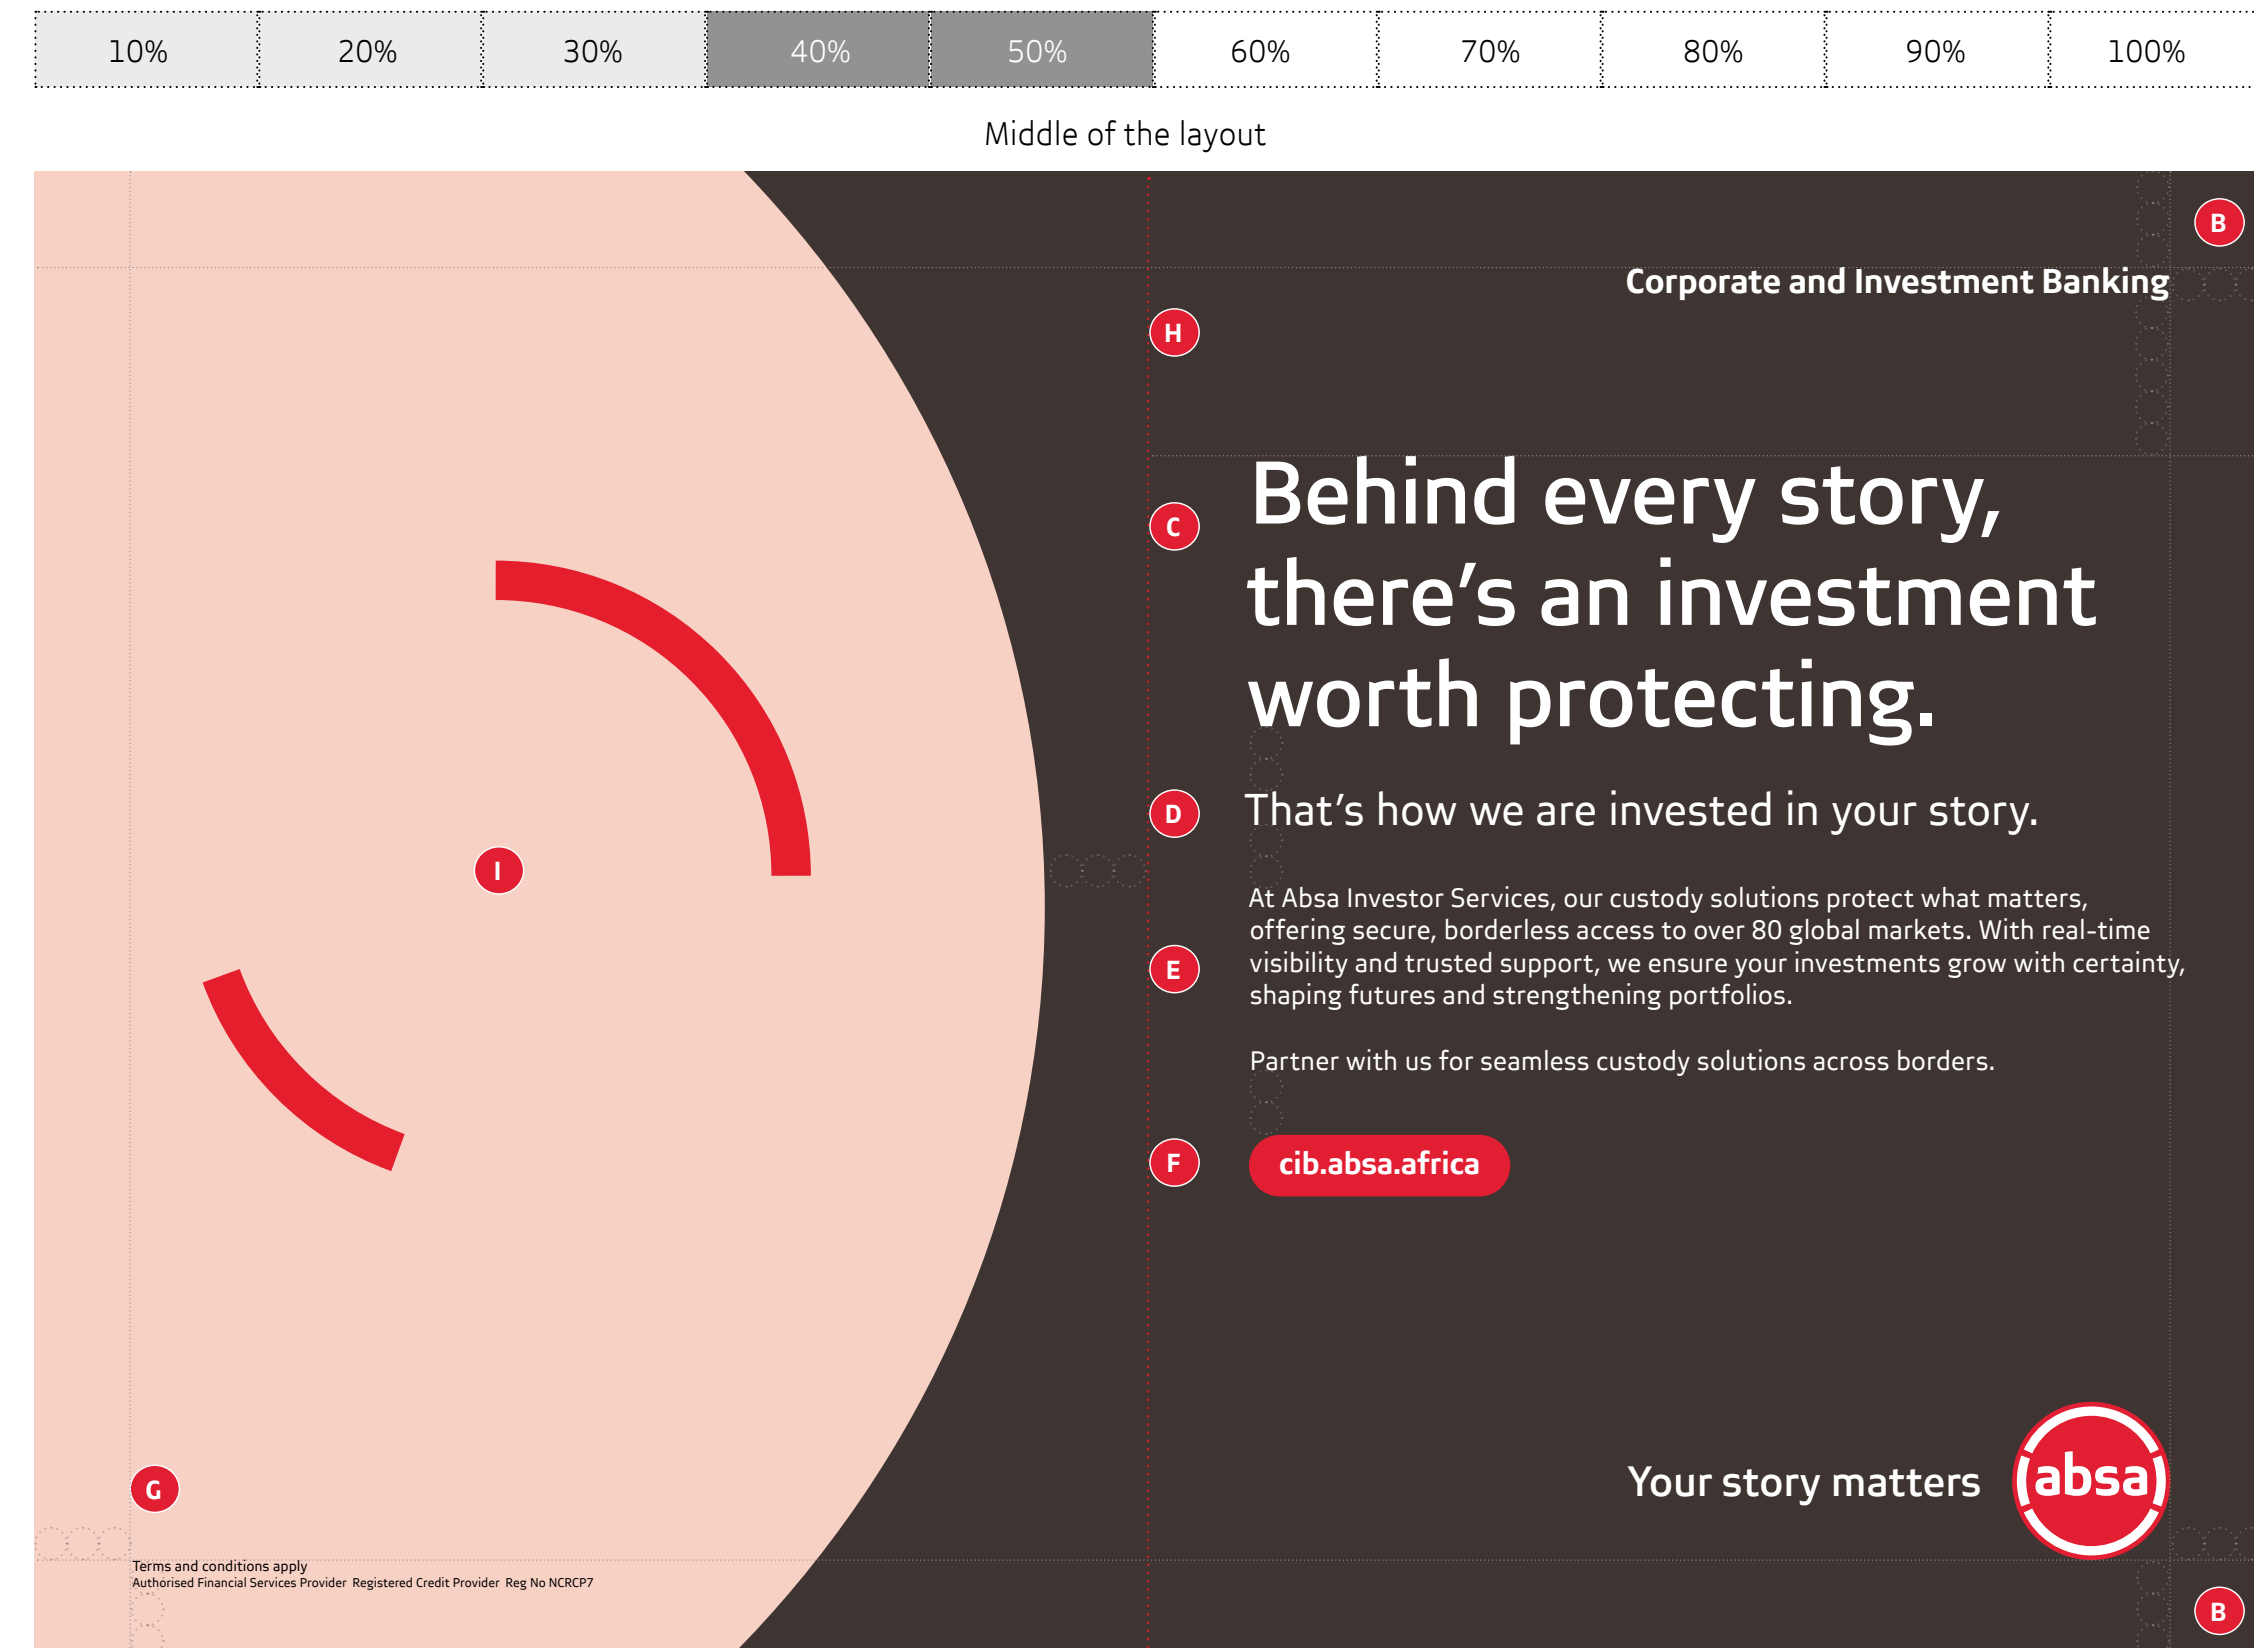 10% 20% 30% 40% 50% 60% 70% 80% 90% 100%
Middle of the layout
B
Corporate and Investment Banking
H
C
Behind every story,
there’s an investment
worth protecting.
D
That’s how we are invested in your story.
I
At Absa Investor Services, our custody solutions protect what matters,
offering secure, borderless access to over 80 global markets. With real-time
E
visibility and trusted support, we ensure your investments grow with certainty,
shaping futures and strengthening portfolios.
Partner with us for seamless custody solutions across borders.
F
cib.absa.africa
G
Your story matters
absa
Terms and conditions apply
Authorised Financial Services Provider Registered Credit Provider Reg No NCRCP7
B